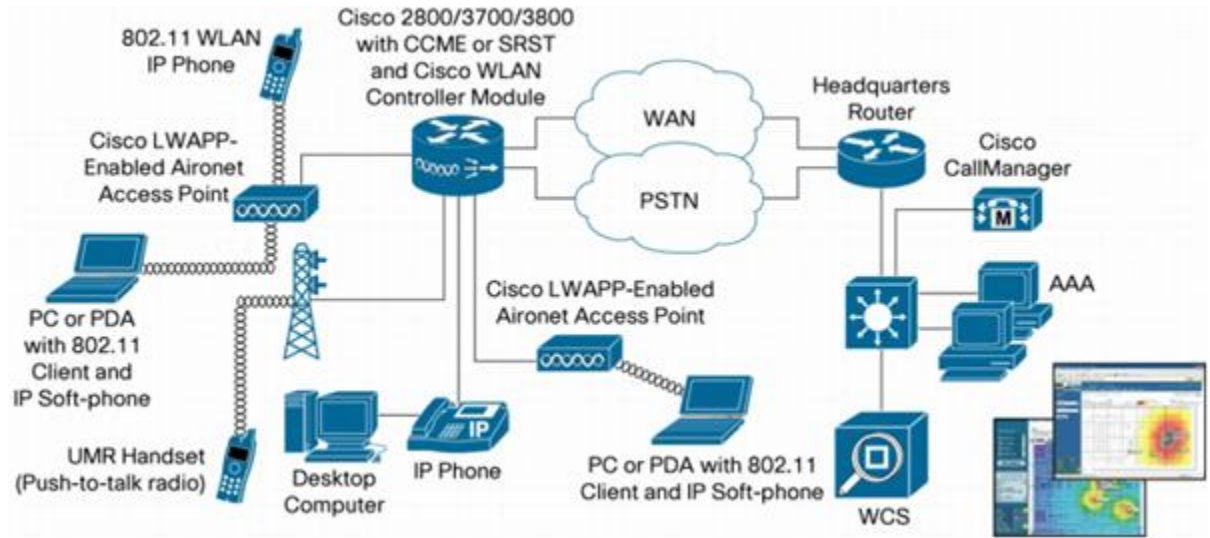 802.11 WLAN
IP Phone
Cisco 2800/3700/3800
with CCME or SRST
and Cisco WLAN
Controller Module
Cisco LWAPP-
Enabled Aironet
Access Point
WAN
PSTN
Headquarters
Router
Cisco
CallManager
M
AAA
PC or PDA
with 802.11
Client and
IP Soft-phone
Cisco LWAPP-Enabled
Aironet Access Point
UMR Handset
(Push-to-talk radio)
Desktop
Computer
IP
IP Phone
PC or PDA with 802.11
Client and IP Soft-phone
WCS